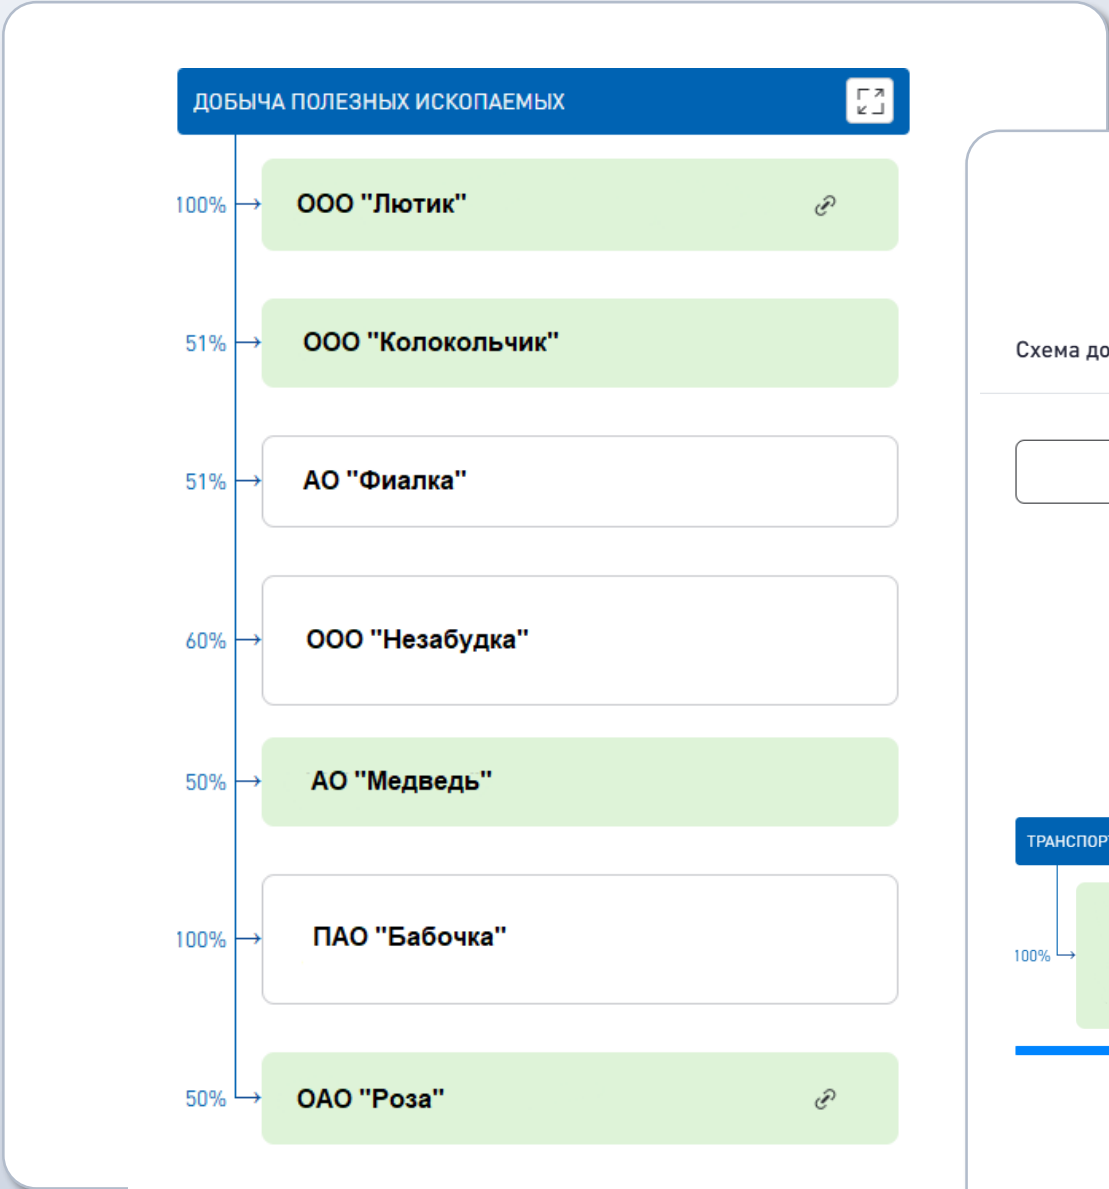 ДОБЫЧА ПОЛЕЗНЫХ ИСКОПАЕМЫХ
100% ООО "Лютик"
51% ООО "Колокольчик"
51% АО "Фиалка"
60% ООО "Незабудка"
50% АО "Медведь"
100% ПАО "Бабочка"
50% ОАО "Роза"
Схема до
ТРАНСПОР
100%